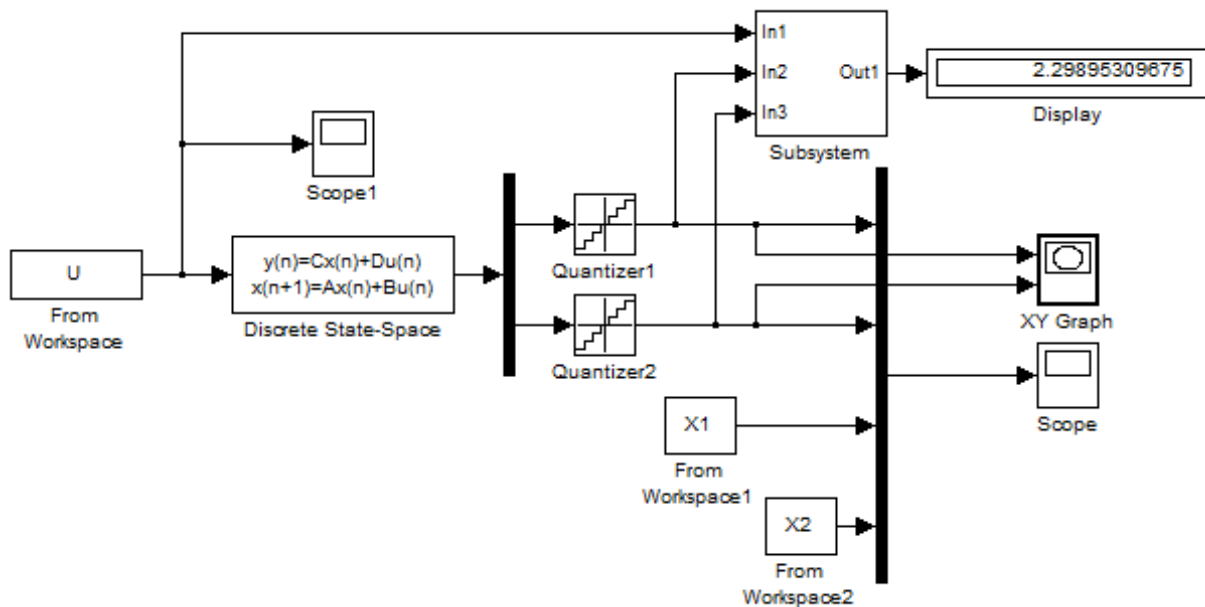 In1
In2
In3
Out1
Subsystem
2.29895309675
Display
Scope1
U
From
Workspace
y(n)=Cx(n)+Du(n)
x(n+1)=Ax(n)+Bu(n)
Discrete State-Space
Quantizer1
Quantizer2
XY Graph
Scope
X1
From
Workspace1
X2
From
Workspace2